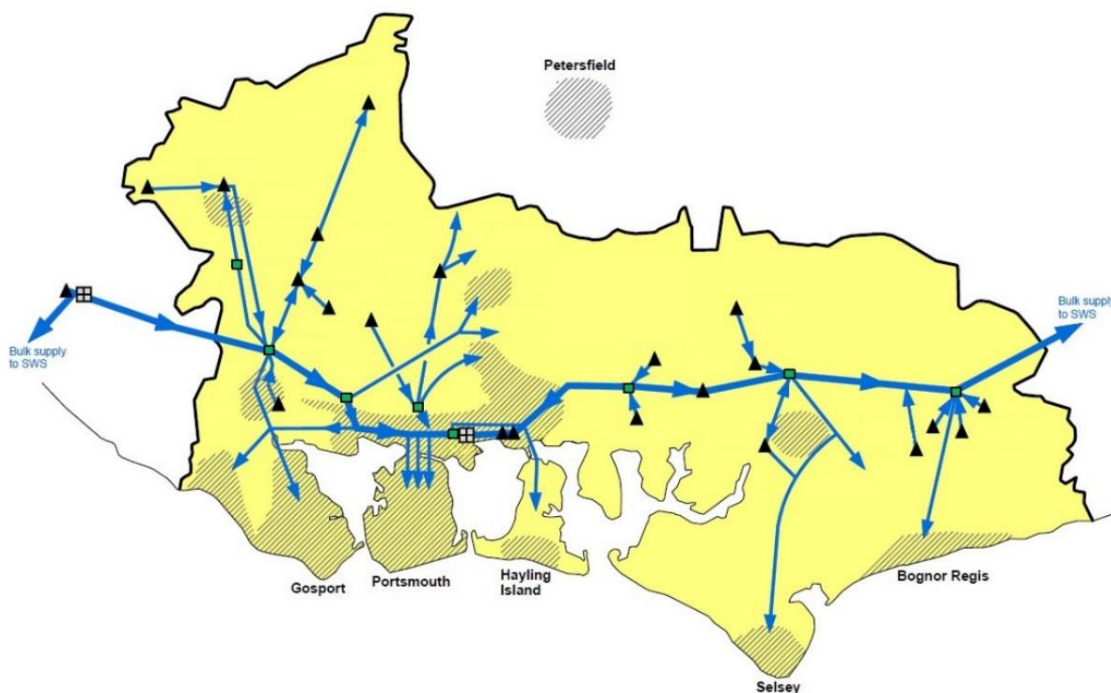 Petersfield
Bulk supply
to SWS
Bulk supply
to SWS
Gosport
Portsmouth
Hayling
Island
Bognor Regis
Selsey